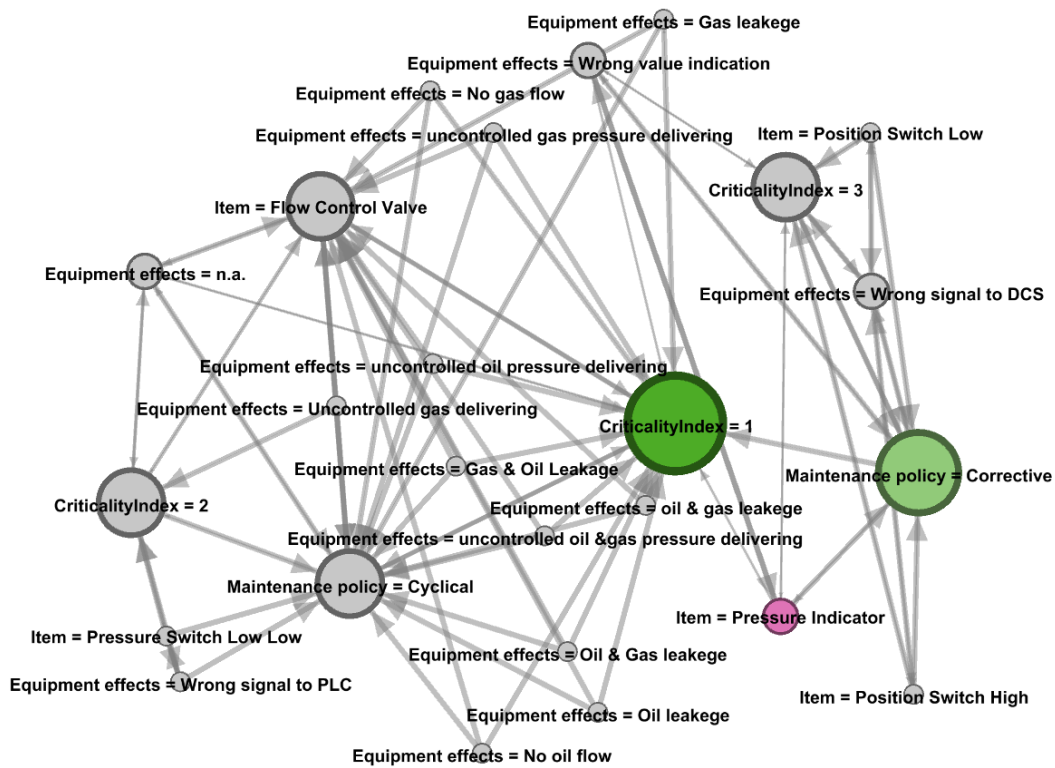 Equipment effects = Gas leakege
Equipment effects = Wrong value indication
Equipment effects = No gas flow
Equipment effects = uncontrolled gas pressure delivering
Item = Position Switch Low
CriticalityIndex = 3
Item = Flow Control Valve
Equipment effects = n.a.
Equipment effects = Wrong signal to DCS
Equipment effects = uncontrolled oil pressure delivering
Equipment effects = Uncontrolled gas delivering
CriticalityIndex = 1
Equipment effects = Gas & Oil Leakage
Maintenance policy = Corrective
CriticalityIndex = 2
Equipment effects = oil & gas leakege
Equipment effects = uncontrolled oil &gas pressure delivering
Maintenance policy = Cyclical
Item = Pressure Indicator
Item = Pressure Switch Low Low
Equipment effects = Oil & Gas leakege
Equipment effects = Wrong signal to PLC
Item = Position Switch High
Equipment effects = Oil leakege
Equipment effects = No oil flow